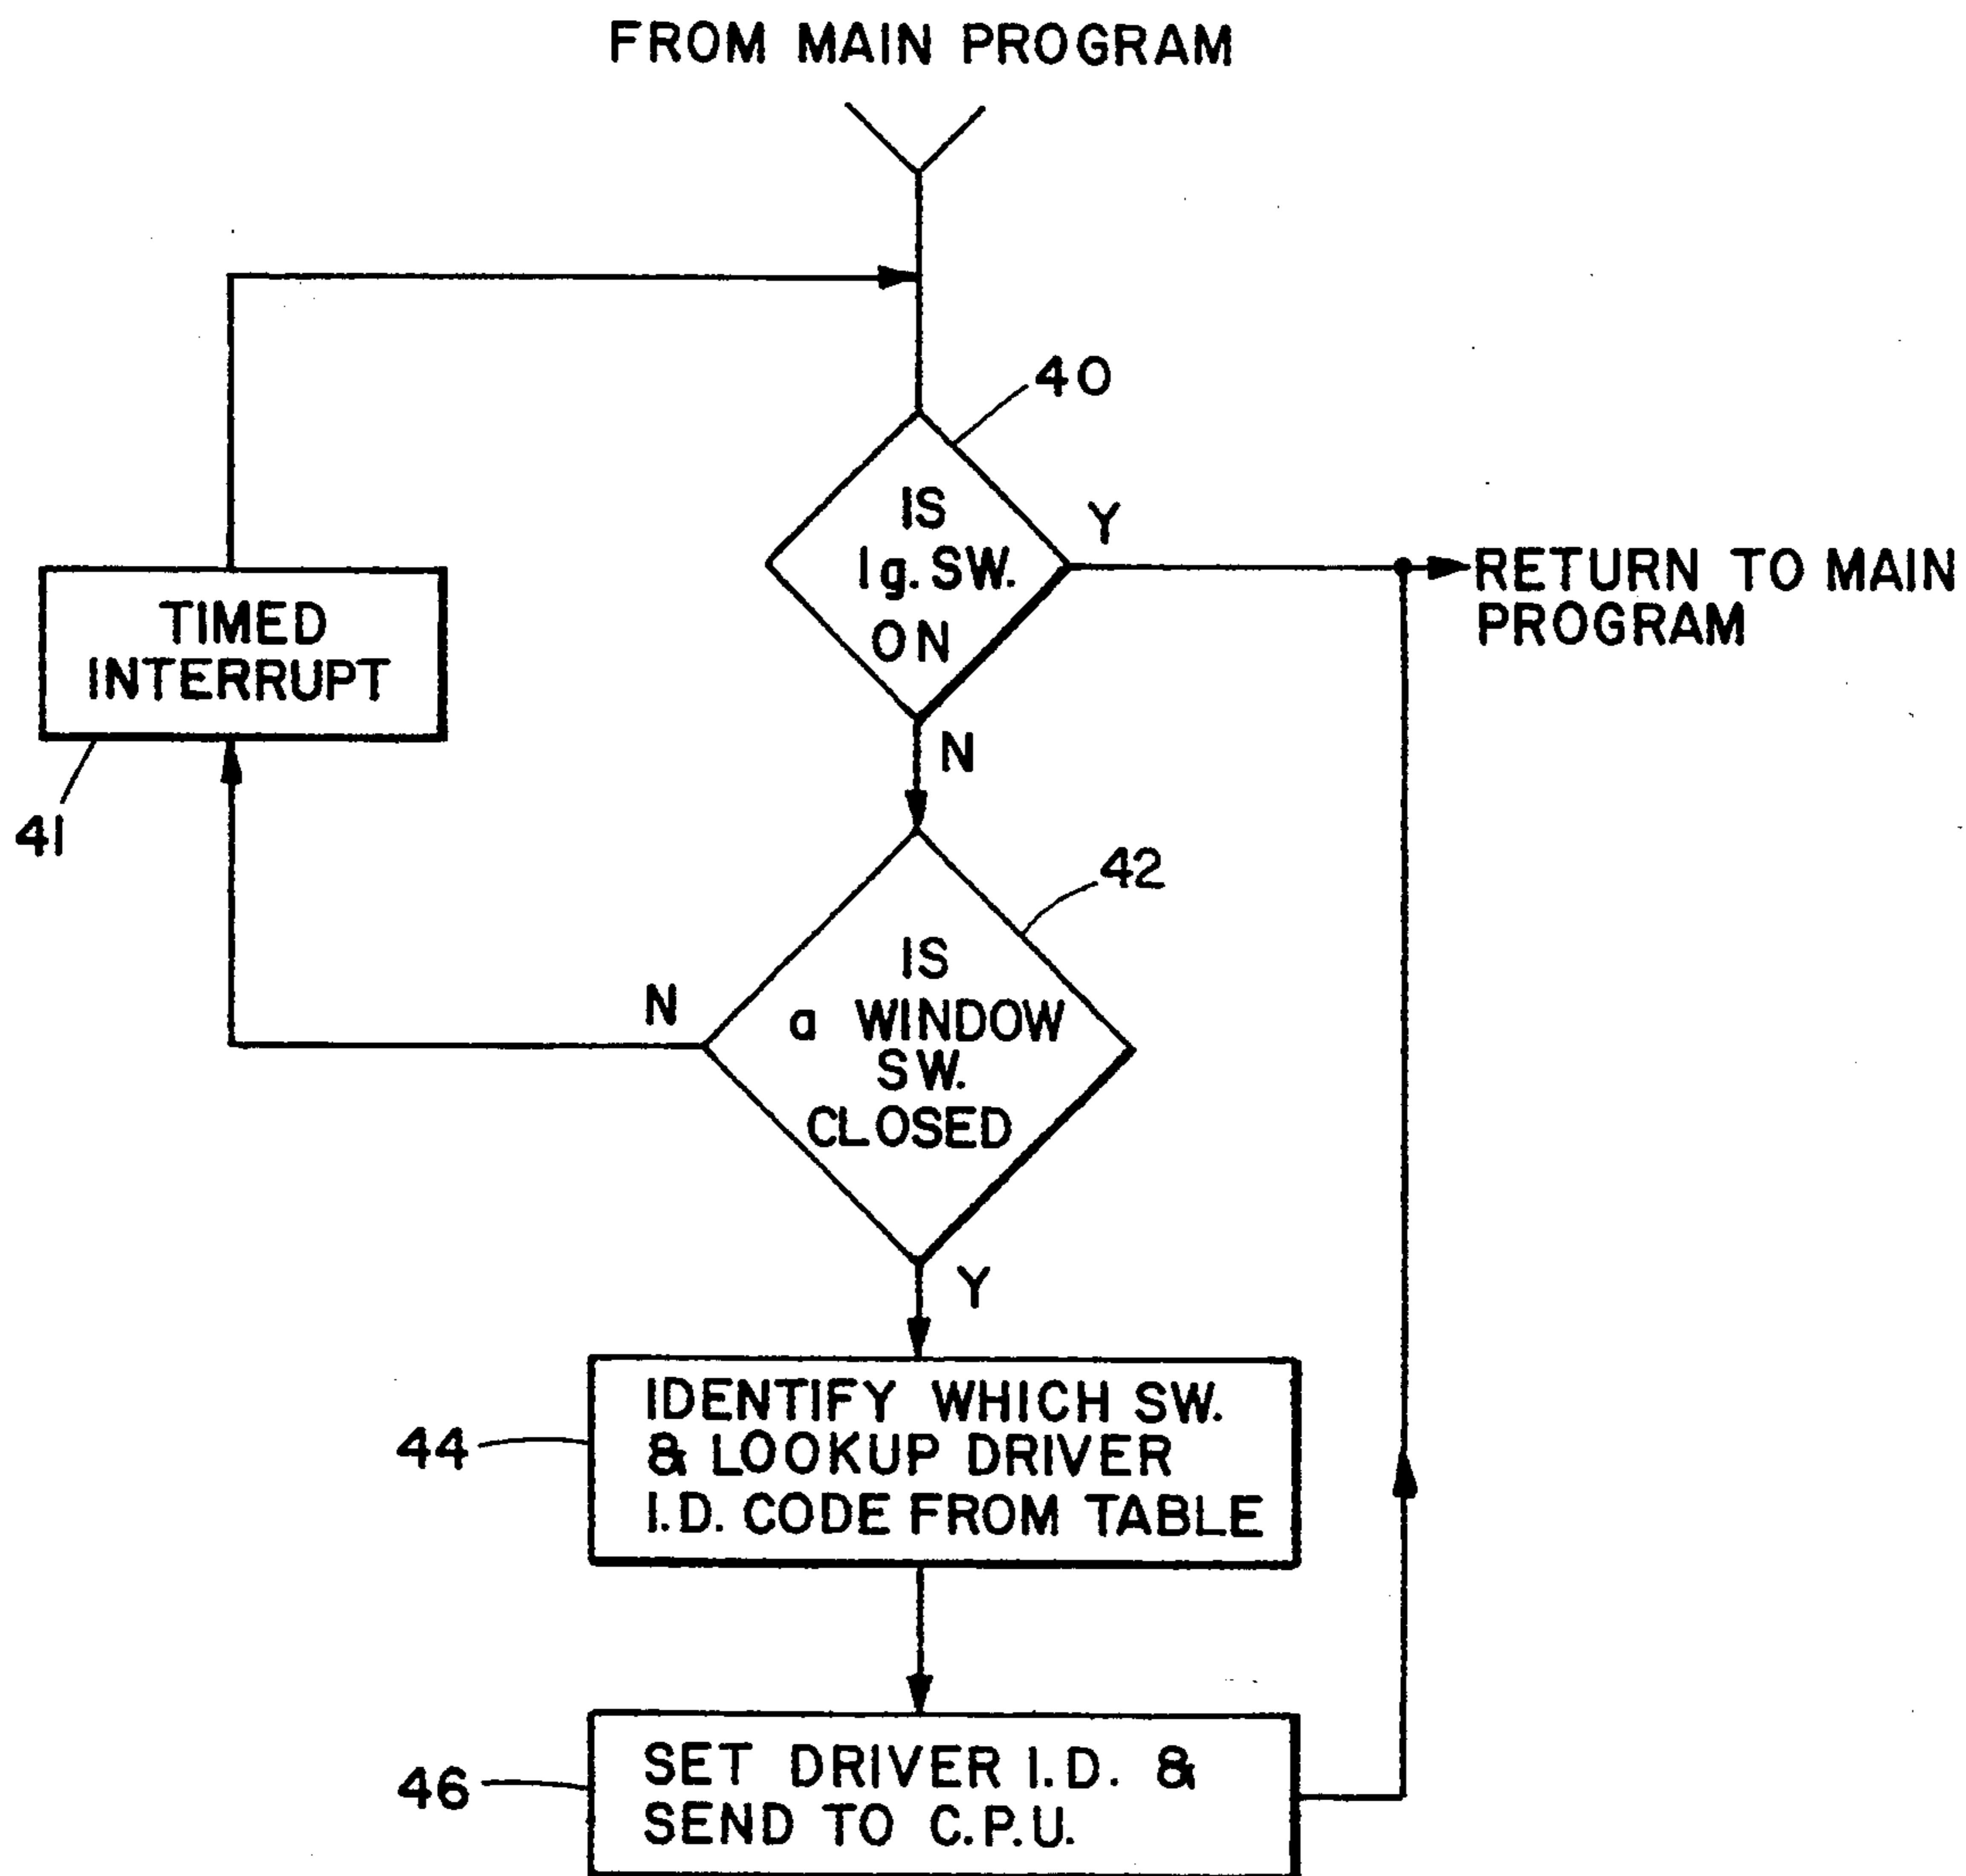 FROM MAIN PROGRAM
40
IS
Ig. SW.
ON
Y
RETURN TO MAIN
PROGRAM
TIMED
INTERRUPT
41
N
42
IS
a WINDOW
SW.
CLOSED
N
Y
44
IDENTIFY WHICH SW.
& LOOKUP DRIVER
I.D. CODE FROM TABLE
46
SET DRIVER I.D. &
SEND TO C.P.U.